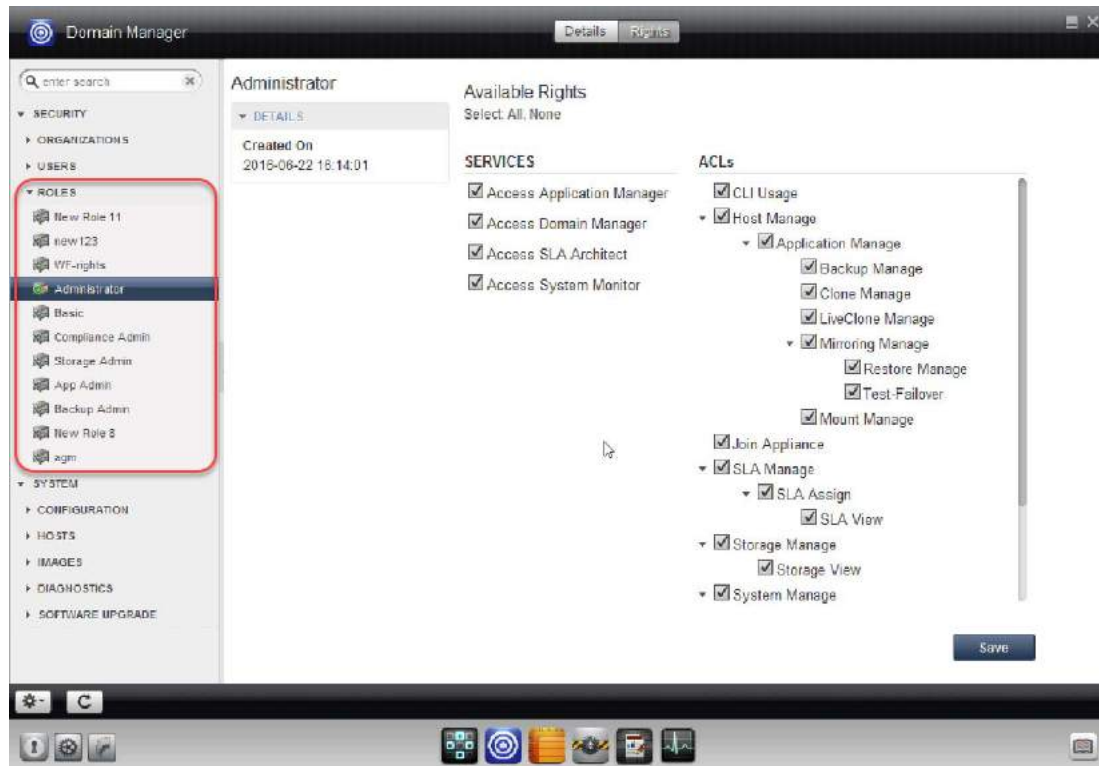 Domain Manager
Details Rights
enter search
SECURITY
ORGANIZATIONS
USERS
ROLES
New Role 11
new123
WF-rights
Administrator
Basic
Compliance Admin
Storage Admin
App Admin
Backup Admin
New Role 8
agm
SYSTEM
CONFIGURATION
HOSTS
IMAGES
DIAGNOSTICS
SOFTWARE UPGRADE
Administrator
DETAILS
Created On
2016-06-22 16:14:01
Available Rights
Select: All, None
SERVICES
Access Application Manager
Access Domain Manager
Access SLA Architect
Access System Monitor
ACLs
CLI Usage
Host Manage
Application Manage
Backup Manage
Clone Manage
LiveClone Manage
Mirroring Manage
Restore Manage
Test-Failover
Mount Manage
Join Appliance
SLA Manage
SLA Assign
SLA View
Storage Manage
Storage View
System Manage
Save